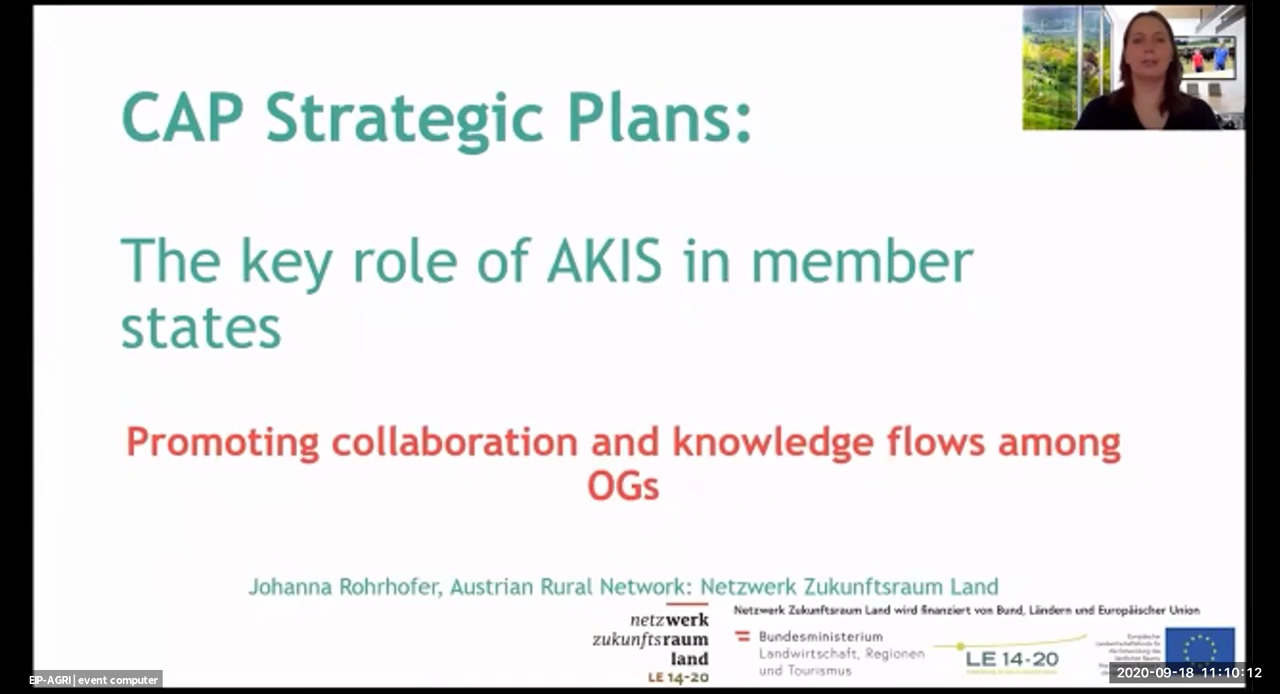 CAP Strategic Plans:
The key role of AKIS in member
states
Promoting collaboration and knowledge flows among
OGs
Johanna Rohrhofer, Austrian Rural Network: Netzwerk Zukunftsraum Land
Netzwerk Zukunftsraum Land wird finanziert von Bund, Ländern und Europäischer Union
netzwerk
zukunftsraum
land
LE 14-20
Bundesministerium
Landwirtschaft, Regionen
und Tourismus
LE 14-20
EIP-AGRI | event computer
2020-09-18 11:10:12